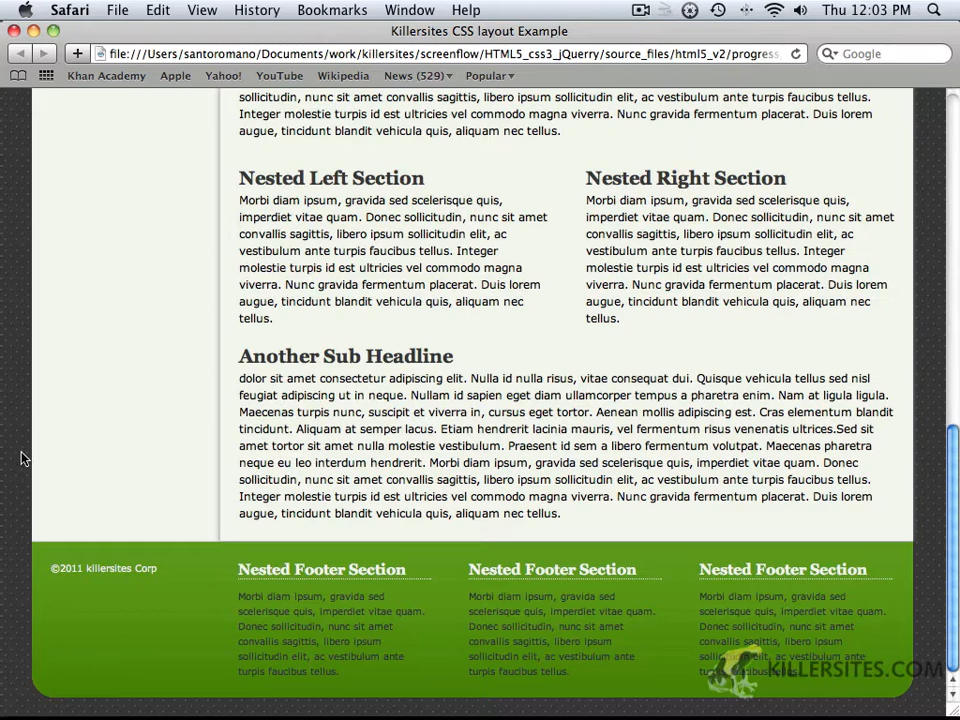 Safari File Edit View History Bookmarks Window Help Thu 12:03 PM
Killersites CSS layout Example
file:///Users/santoromano/Documents/work/killersites/screenflow/HTML5_css3_jQuerry/source_files/html5_v2/progress Google
Khan Academy Apple Yahoo! YouTube Wikipedia News (529) Popular
sollicitudin, nunc sit amet convallis sagittis, libero ipsum sollicitudin elit, ac vestibulum ante turpis faucibus tellus.
Integer molestie turpis id est ultricies vel commodo magna viverra. Nunc gravida fermentum placerat. Duis lorem
augue, tincidunt blandit vehicula quis, aliquam nec tellus.
Nested Left Section
Morbi diam ipsum, gravida sed scelerisque quis,
imperdiet vitae quam. Donec sollicitudin, nunc sit amet
convallis sagittis, libero ipsum sollicitudin elit, ac
vestibulum ante turpis faucibus tellus. Integer
molestie turpis id est ultricies vel commodo magna
viverra. Nunc gravida fermentum placerat. Duis lorem
augue, tincidunt blandit vehicula quis, aliquam nec
tellus.
Nested Right Section
Morbi diam ipsum, gravida sed scelerisque quis,
imperdiet vitae quam. Donec sollicitudin, nunc sit amet
convallis sagittis, libero ipsum sollicitudin elit, ac
vestibulum ante turpis faucibus tellus. Integer
molestie turpis id est ultricies vel commodo magna
viverra. Nunc gravida fermentum placerat. Duis lorem
augue, tincidunt blandit vehicula quis, aliquam nec
tellus.
Another Sub Headline
dolor sit amet consectetur adipiscing elit. Nulla id nulla risus, vitae consequat dui. Quisque vehicula tellus sed nisl
feugiat adipiscing ut in neque. Nullam id sapien eget diam ullamcorper tempus a pharetra enim. Nam at ligula ligula.
Maecenas turpis nunc, suscipit et viverra in, cursus eget tortor. Aenean mollis adipiscing est. Cras elementum blandit
tincidunt. Aliquam at semper lacus. Etiam hendrerit lacinia mauris, vel fermentum risus venenatis ultrices.Sed sit
amet tortor sit amet nulla molestie vestibulum. Praesent id sem a libero fermentum volutpat. Maecenas pharetra
neque eu leo interdum hendrerit. Morbi diam ipsum, gravida sed scelerisque quis, imperdiet vitae quam. Donec
sollicitudin, nunc sit amet convallis sagittis, libero ipsum sollicitudin elit, ac vestibulum ante turpis faucibus tellus.
Integer molestie turpis id est ultricies vel commodo magna viverra. Nunc gravida fermentum placerat. Duis lorem
augue, tincidunt blandit vehicula quis, aliquam nec tellus.
©2011 killersites Corp
Nested Footer Section
Morbi diam ipsum, gravida sed
scelerisque quis, imperdiet vitae quam.
Donec sollicitudin, nunc sit amet
convallis sagittis, libero ipsum
sollicitudin elit, ac vestibulum ante
turpis faucibus tellus.
Nested Footer Section
Morbi diam ipsum, gravida sed
scelerisque quis, imperdiet vitae quam.
Donec sollicitudin, nunc sit amet
convallis sagittis, libero ipsum
sollicitudin elit, ac vestibulum ante
turpis faucibus tellus.
Nested Footer Section
Morbi diam ipsum, gravida sed
scelerisque quis, imperdiet vitae quam.
Donec sollicitudin, nunc sit amet
convallis sagittis, libero ipsum
sollicitudin elit, ac vestibulum ante
turpis faucibus tellus.
KILLERSITES.COM